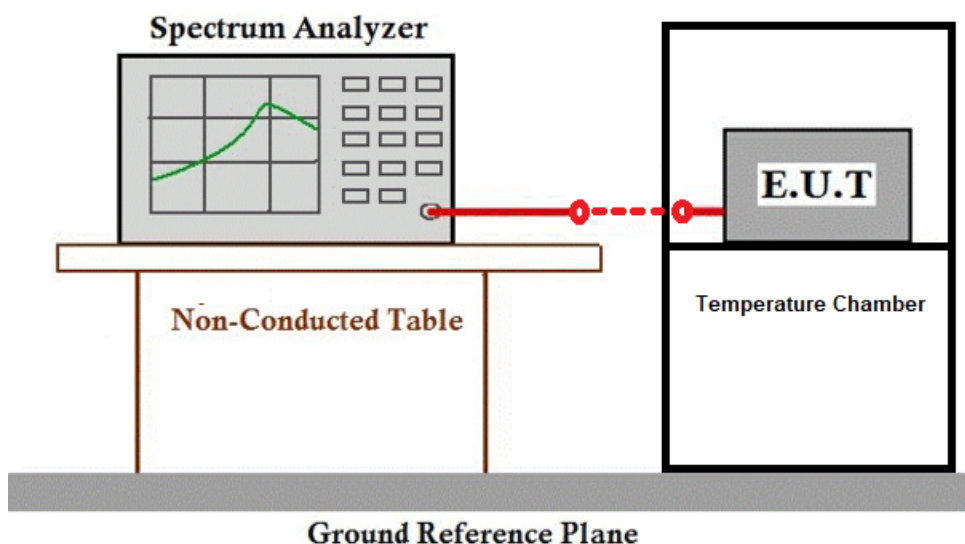 Spectrum Analyzer
E.U.T
Temperature Chamber
Non-Conducted Table
Ground Reference Plane